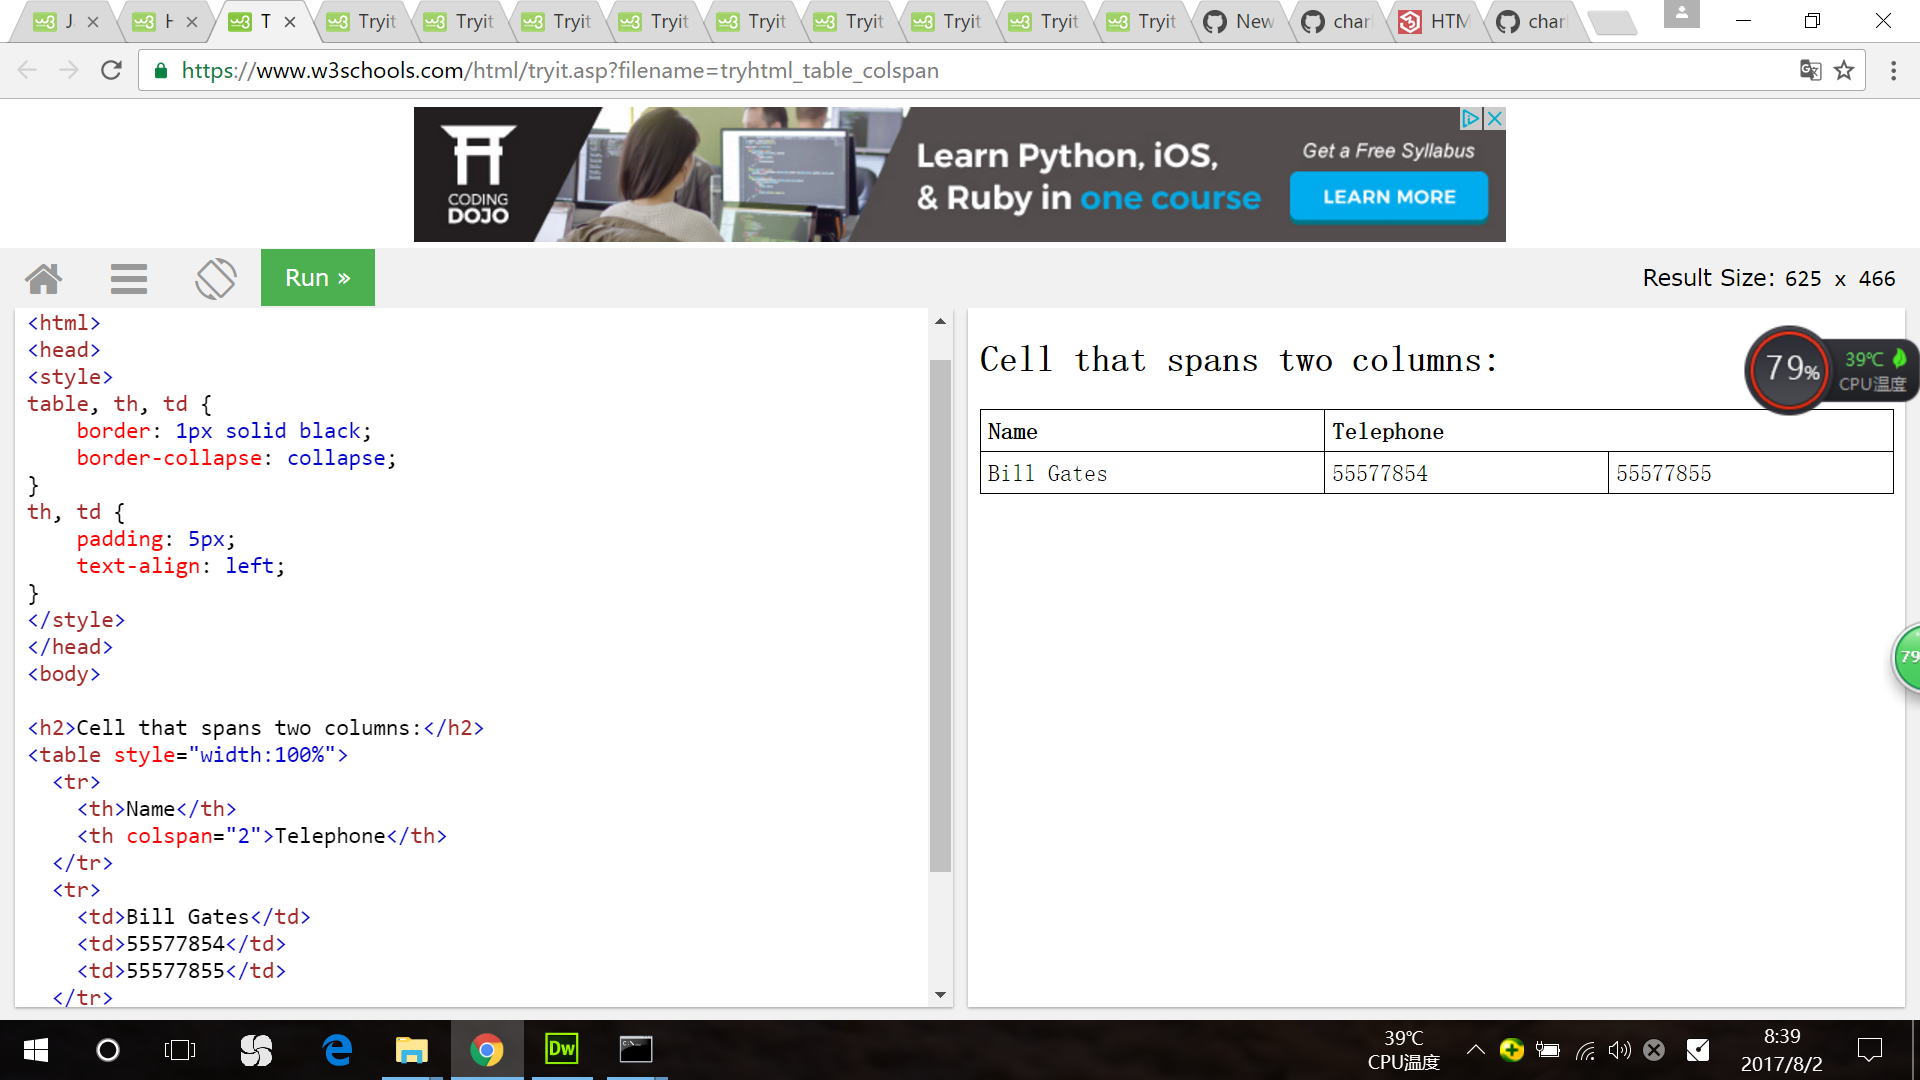 J
H
T
Tryit
Tryit
Tryit
Tryit
Tryit
Tryit
Tryit
Tryit
Tryit
New
char
HTM
char
https://www.w3schools.com/html/tryit.asp?filename=tryhtml_table_colspan
CODING
DOJO
Learn Python, iOS,
& Ruby in one course
Get a Free Syllabus
LEARN MORE
Run »
Result Size: 625 x 466
<html>
<head>
<style>
table, th, td {
    border: 1px solid black;
    border-collapse: collapse;
}
th, td {
    padding: 5px;
    text-align: left;
}
</style>
</head>
<body>
<h2>Cell that spans two columns:</h2>
<table style="width:100%">
  <tr>
    <th>Name</th>
    <th colspan="2">Telephone</th>
  </tr>
  <tr>
    <td>Bill Gates</td>
    <td>55577854</td>
    <td>55577855</td>
  </tr>
Cell that spans two columns:
Name Telephone
Bill Gates 55577854 55577855
79%
39℃
CPU温度
79
Dw
39℃
CPU温度
8:39
2017/8/2